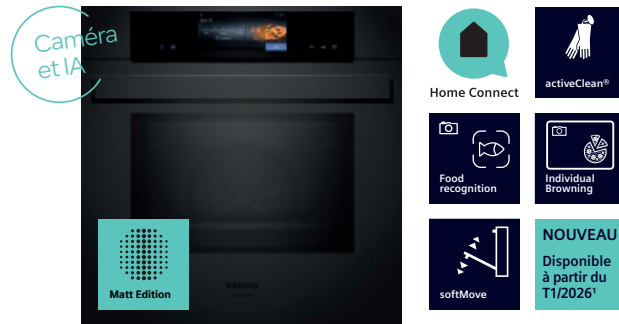 Caméra
et IA
SIEMENS
Matt Edition
Home Connect
activeClean®
Food
recognition
Individual
Browning
softMove
NOUVEAU
Disponible
à partir du
T1/2026¹